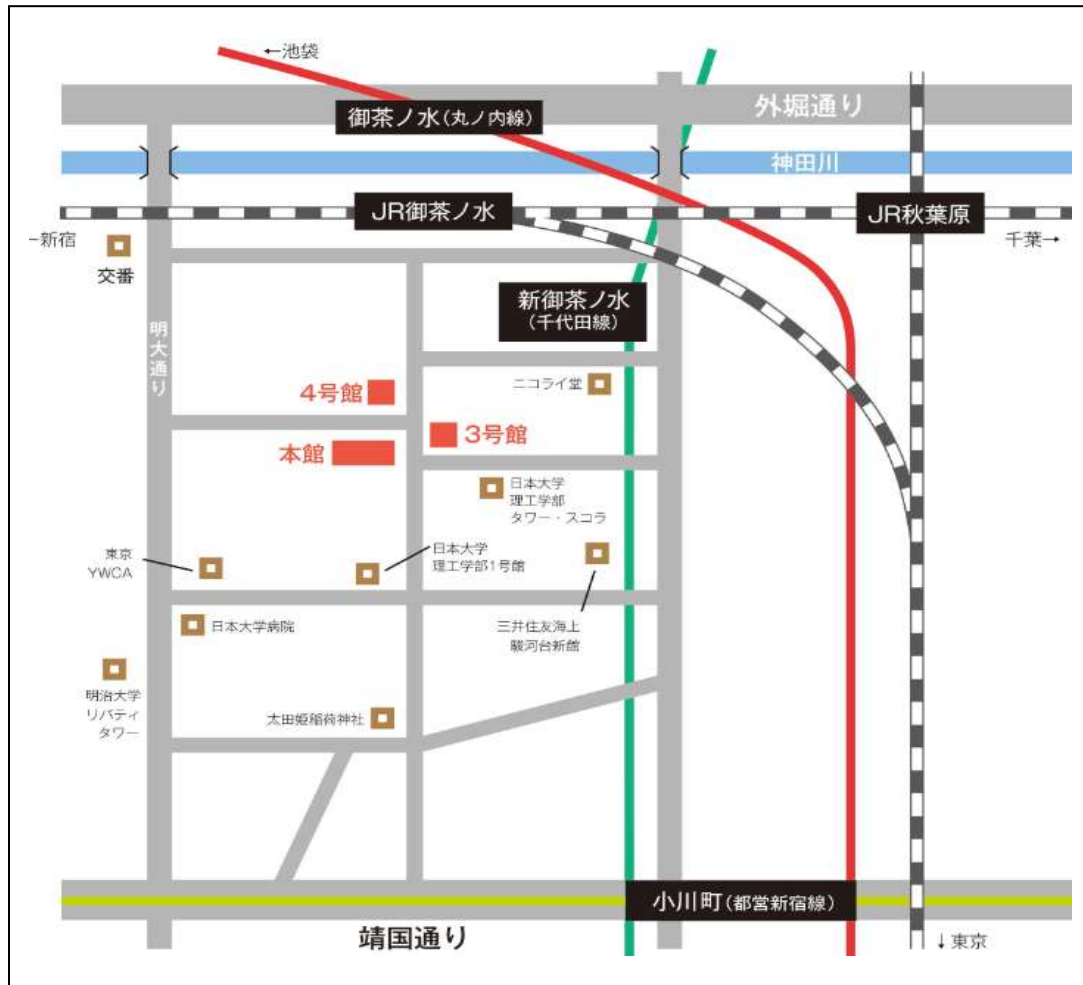 ←池袋
外堀通り
御茶ノ水(丸ノ内線)
神田川
JR御茶ノ水
JR秋葉原
←新宿
千葉→
交番
新御茶ノ水
(千代田線)
明大通り
ニコライ堂
4号館
3号館
本館
日本大学
理工学部
タワー・スコラ
東京
YWCA
日本大学
理工学部1号館
日本大学病院
三井住友海上
駿河台新館
明治大学
リバティ
タワー
太田姫稲荷神社
小川町(都営新宿線)
靖国通り
↓東京